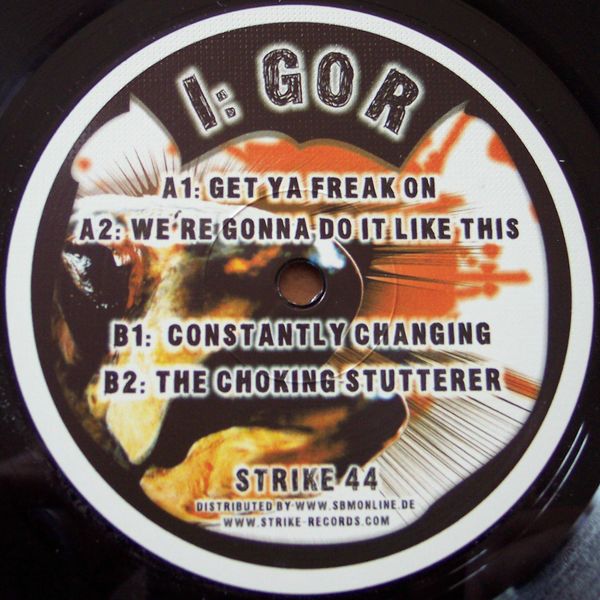 I: GOR
A1: GET YA FREAK ON
A2: WE'RE GONNA DO IT LIKE THIS
B1: CONSTANTLY CHANGING
B2: THE CHOKING STUTTERER
STRIKE 44
DISTRIBUTED BY WWW.SBMONLINE.DE
WWW.STRIKE-RECORDS.COM